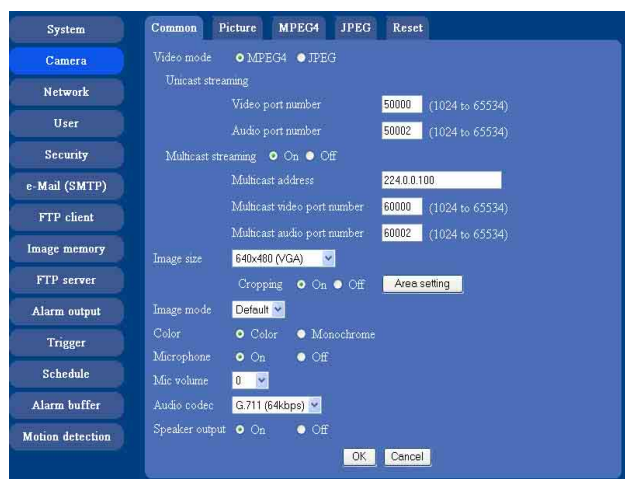 System
Camera
Network
User
Security
e-Mail (SMTP)
FTP client
Image memory
FTP server
Alarm output
Trigger
Schedule
Alarm buffer
Motion detection
Common Picture MPEG4 JPEG Reset
Video mode MPEG4 JPEG
Unicast streaming
Video port number 50000 (1024 to 65534)
Audio port number 50002 (1024 to 65534)
Multicast streaming On Off
Multicast address 224.0.0.100
Multicast video port number 60000 (1024 to 65534)
Multicast audio port number 60002 (1024 to 65534)
Image size 640x480 (VGA)
Cropping On Off Area setting
Image mode Default
Color Color Monochrome
Microphone On Off
Mic volume 0
Audio codec G.711 (64kbps)
Speaker output On Off
OK Cancel